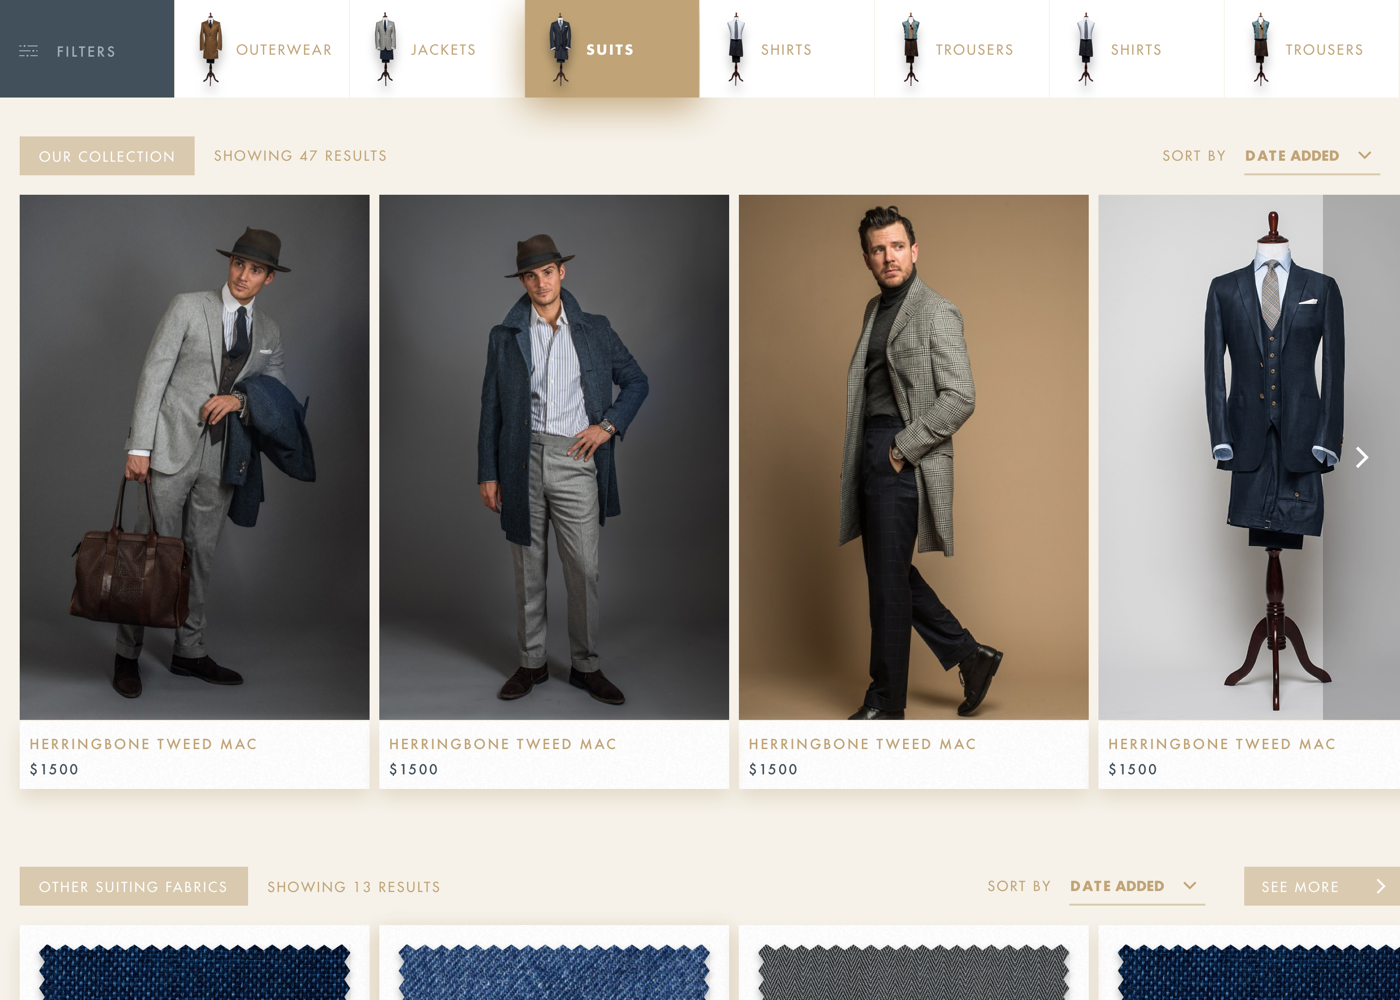 FILTERS
OUTERWEAR
JACKETS
SUITS
SHIRTS
TROUSERS
SHIRTS
TROUSERS
OUR COLLECTION
SHOWING 47 RESULTS
SORT BY
DATE ADDED
HERRINGBONE TWEED MAC
$1500
HERRINGBONE TWEED MAC
$1500
HERRINGBONE TWEED MAC
$1500
HERRINGBONE TWEED MAC
$1500
OTHER SUITING FABRICS
SHOWING 13 RESULTS
SORT BY
DATE ADDED
SEE MORE